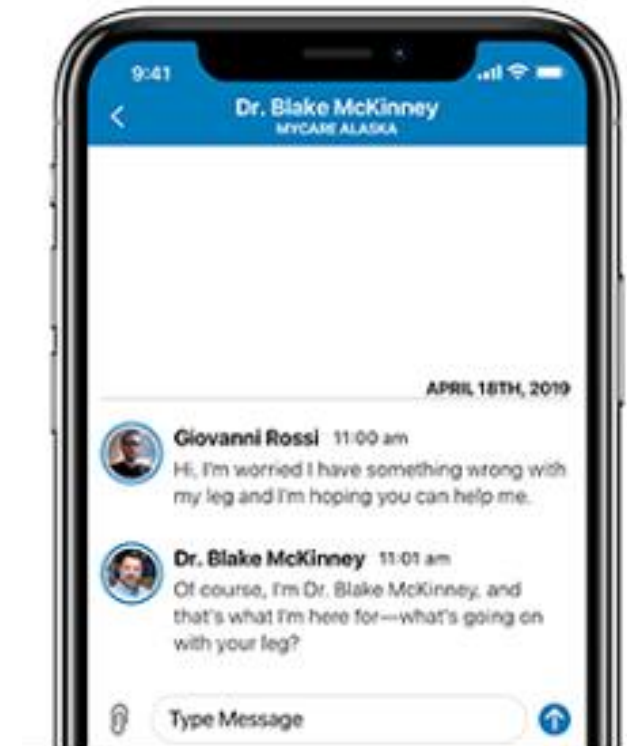 9:41
Dr. Blake McKinney
MYCARE ALASKA
APRIL 18TH, 2019
Giovanni Rossi 11:00 am
Hi, I'm worried I have something wrong with
my leg and I'm hoping you can help me.
Dr. Blake McKinney 11:01 am
Of course, I'm Dr. Blake McKinney, and
that's what I'm here for—what's going on
with your leg?
Type Message